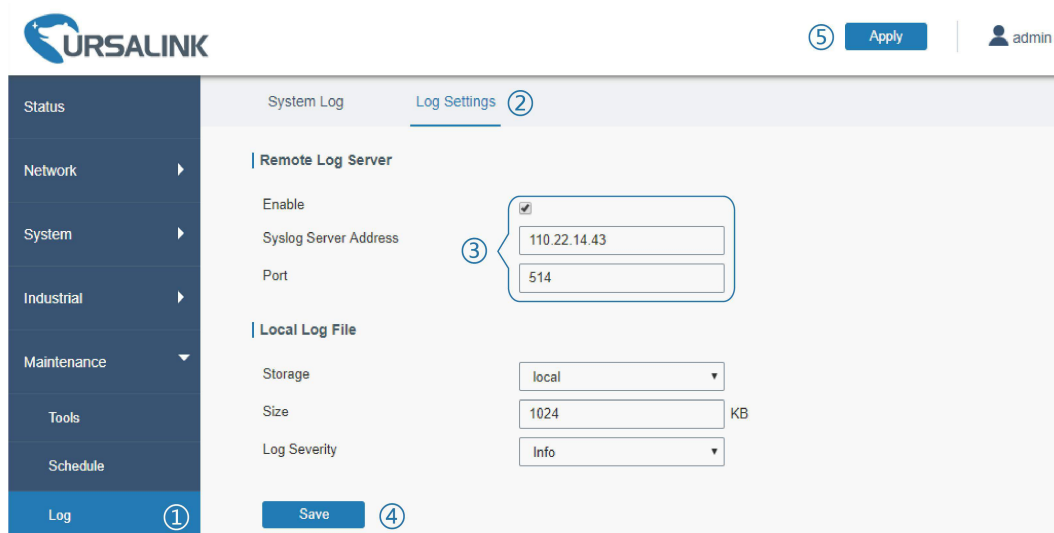 URSALINK
⑤ Apply admin
Status
System Log Log Settings ②
Network
Remote Log Server
Enable
System
Syslog Server Address 110.22.14.43
③
Port 514
Industrial
Local Log File
Maintenance
Storage local
Tools
Size 1024 KB
Log Severity Info
Schedule
Log ①
Save ④